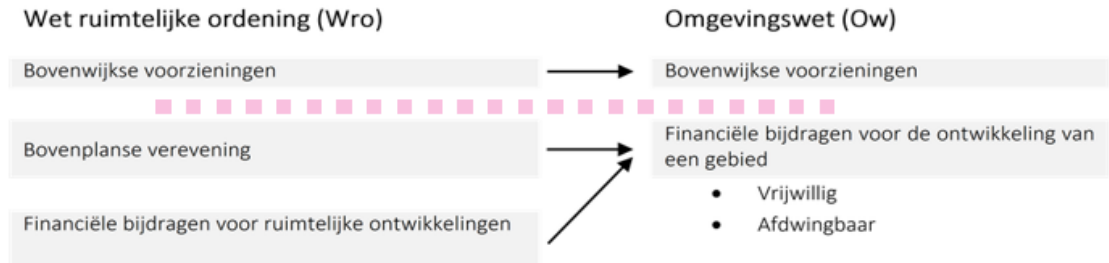 Wet ruimtelijke ordening (Wro)
Omgevingswet (Ow)
Bovenwijkse voorzieningen
Bovenwijkse voorzieningen
Bovenplanse verevening
Financiële bijdragen voor de ontwikkeling van
een gebied
• Vrijwillig
• Afdwingbaar
Financiële bijdragen voor ruimtelijke ontwikkelingen